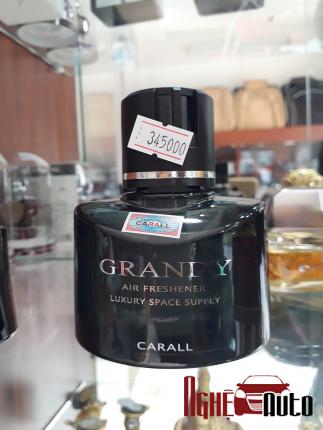 345000
CARALL
GRANDY
AIR FRESHENER
LUXURY SPACE SUPPLY
CARALL
NGHỆ Auto